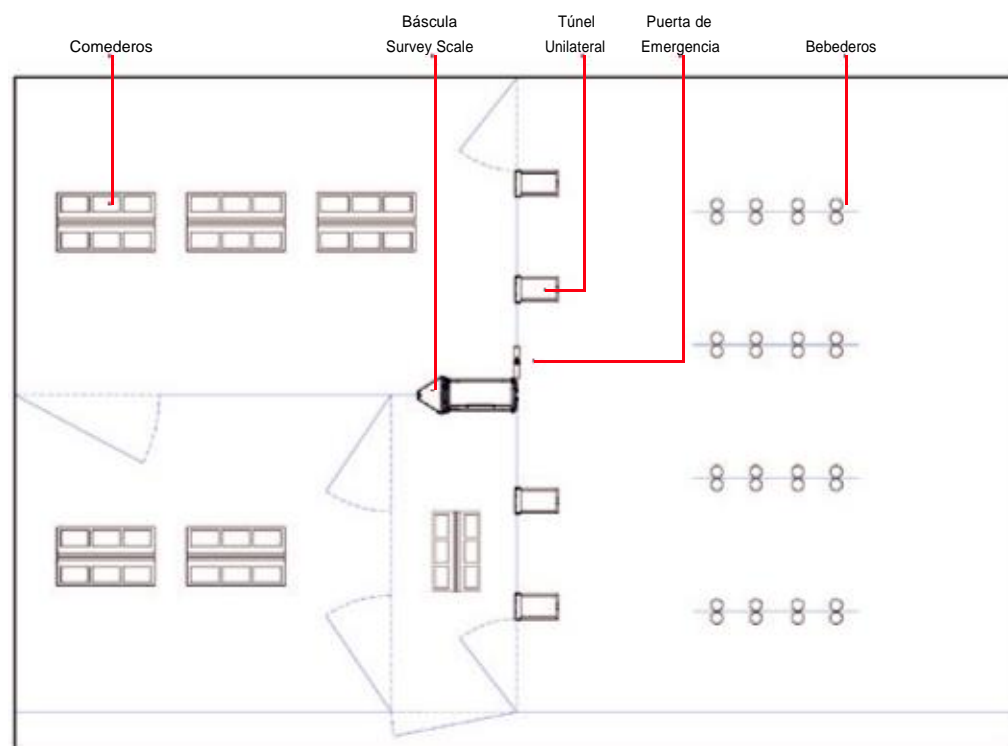 Comederos
Báscula
Survey Scale
Túnel
Unilateral
Puerta de
Emergencia
Bebederos